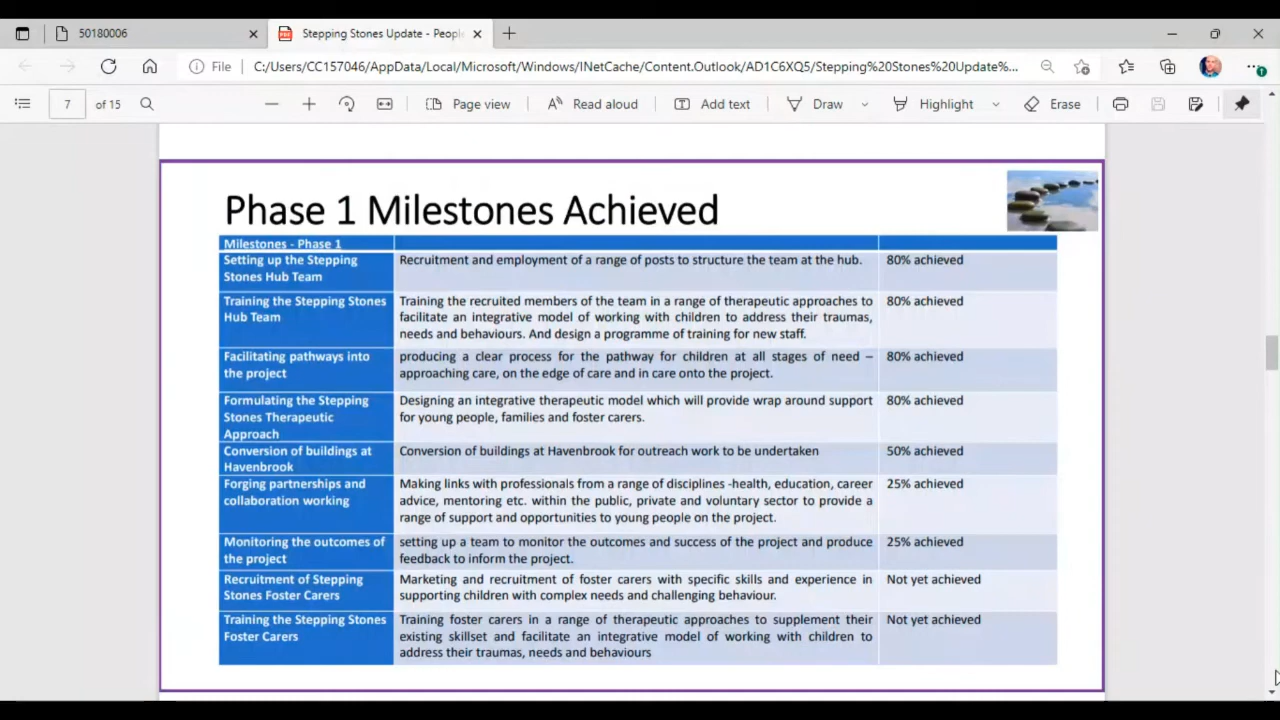 50180006
Stepping Stones Update - People
File
C:/Users/CC157046/AppData/Local/Microsoft/Windows/INetCache/Content.Outlook/AD1C6XQ5/Stepping%20Stones%20Update%...
7 of 15
Page view
Read aloud
Add text
Draw
Highlight
Erase
Phase 1 Milestones Achieved
Milestones - Phase 1
Setting up the Stepping
Stones Hub Team
Recruitment and employment of a range of posts to structure the team at the hub.
80% achieved
Training the Stepping Stones
Hub Team
Training the recruited members of the team in a range of therapeutic approaches to
facilitate an integrative model of working with children to address their traumas,
needs and behaviours. And design a programme of training for new staff.
80% achieved
Facilitating pathways into
the project
producing a clear process for the pathway for children at all stages of need –
approaching care, on the edge of care and in care onto the project.
80% achieved
Formulating the Stepping
Stones Therapeutic
Approach
Designing an integrative therapeutic model which will provide wrap around support
for young people, families and foster carers.
80% achieved
Conversion of buildings at
Havenbrook
Conversion of buildings at Havenbrook for outreach work to be undertaken
50% achieved
Forging partnerships and
collaboration working
Making links with professionals from a range of disciplines -health, education, career
advice, mentoring etc. within the public, private and voluntary sector to provide a
range of support and opportunities to young people on the project.
25% achieved
Monitoring the outcomes of
the project
setting up a team to monitor the outcomes and success of the project and produce
feedback to inform the project.
25% achieved
Recruitment of Stepping
Stones Foster Carers
Marketing and recruitment of foster carers with specific skills and experience in
supporting children with complex needs and challenging behaviour.
Not yet achieved
Training the Stepping Stones
Foster Carers
Training foster carers in a range of therapeutic approaches to supplement their
existing skillset and facilitate an integrative model of working with children to
address their traumas, needs and behaviours
Not yet achieved